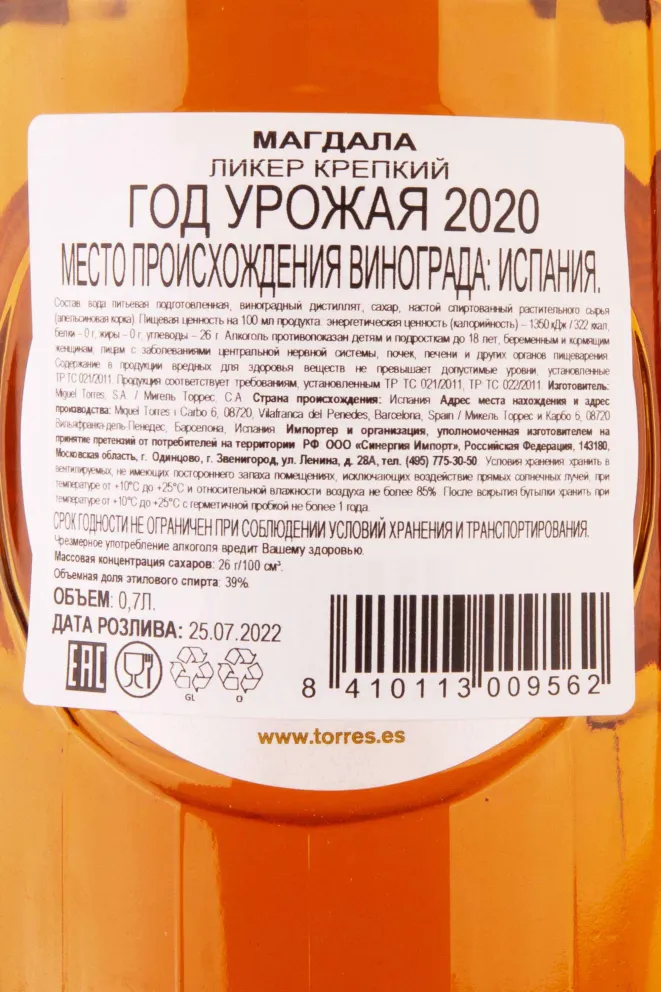 МАГДАЛА
ЛИКЕР КРЕПКИЙ
ГОД УРОЖАЯ 2020
МЕСТО ПРОИСХОЖДЕНИЯ ВИНОГРАДА: ИСПАНИЯ.
Состав: вода питьевая подготовленная, виноградный дистиллят, сахар, настой спиртованный растительного сырья
(апельсиновая корка). Пищевая ценность на 100 мл продукта: энергетическая ценность (калорийность) – 1350 кДж / 322 ккал,
белки – 0 г, жиры – 0 г, углеводы – 26 г. Алкоголь противопоказан детям и подросткам до 18 лет, беременным и кормящим
женщинам, лицам с заболеваниями центральной нервной системы, почек, печени и других органов пищеварения.
Содержание в продукции вредных для здоровья веществ не превышает допустимые уровни, установленные
ТР ТС 021/2011. Продукция соответствует требованиям, установленным ТР ТС 021/2011, ТР ТС 022/2011. Изготовитель:
Miguel Torres, S.A. / Мигель Торрес, С.А. Страна происхождения: Испания. Адрес места нахождения и адрес
производства: Miquel Torres i Carbo 6, 08720, Vilafranca del Penedes, Barcelona, Spain / Микель Торрес и Карбо 6, 08720
Вильяфранка-дель-Пенедес, Барселона, Испания. Импортер и организация, уполномоченная изготовителем на
принятие претензий от потребителей на территории РФ ООО «Синергия Импорт», Российская Федерация, 143180,
Московская область, г. Одинцово, г. Звенигород, ул. Ленина, д. 28А, тел. (495) 775-30-50. Условия хранения: хранить в
вентилируемых, не имеющих постороннего запаха помещениях, исключающих воздействие прямых солнечных лучей, при
температуре от +10°С до +25°С и относительной влажности воздуха не более 85%. После вскрытия бутылки хранить при
температуре от +10°С до +25°С с герметичной пробкой не более 1 года.
СРОК ГОДНОСТИ НЕ ОГРАНИЧЕН ПРИ СОБЛЮДЕНИИ УСЛОВИЙ ХРАНЕНИЯ И ТРАНСПОРТИРОВАНИЯ.
Чрезмерное употребление алкоголя вредит Вашему здоровью.
Массовая концентрация сахаров: 26 г/100 см³.
Объемная доля этилового спирта: 39%.
ОБЪЕМ: 0,7Л.
ДАТА РОЗЛИВА: 25.07.2022
EAC
GL
0
8 410113 009562
www.torres.es